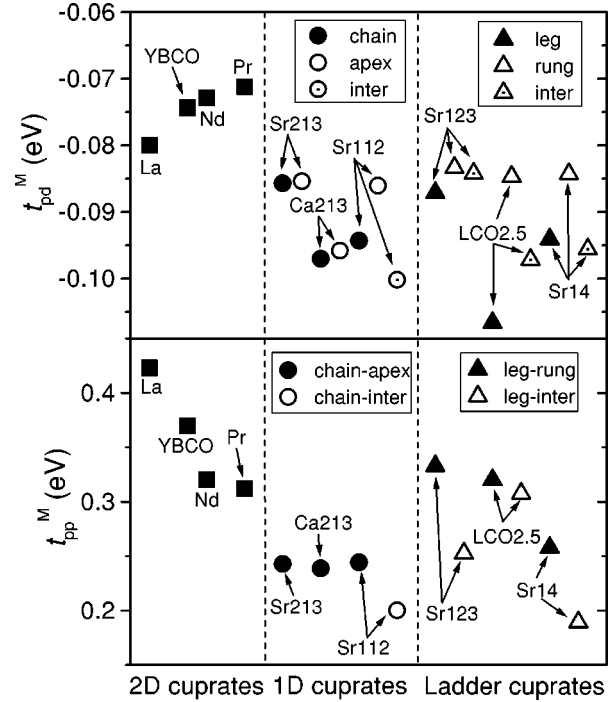 -0.06
-0.07
-0.08
-0.09
-0.10
t_pd^M (eV)
YBCO
Pr
Nd
La
chain
apex
inter
Sr213
Sr112
Ca213
leg
rung
inter
Sr123
LCO2.5
Sr14
0.4
0.3
0.2
t_pp^M (eV)
La
YBCO
Pr
Nd
chain-apex
chain-inter
Ca213
Sr213
Sr112
leg-rung
leg-inter
LCO2.5
Sr123
Sr14
2D cuprates
1D cuprates
Ladder cuprates